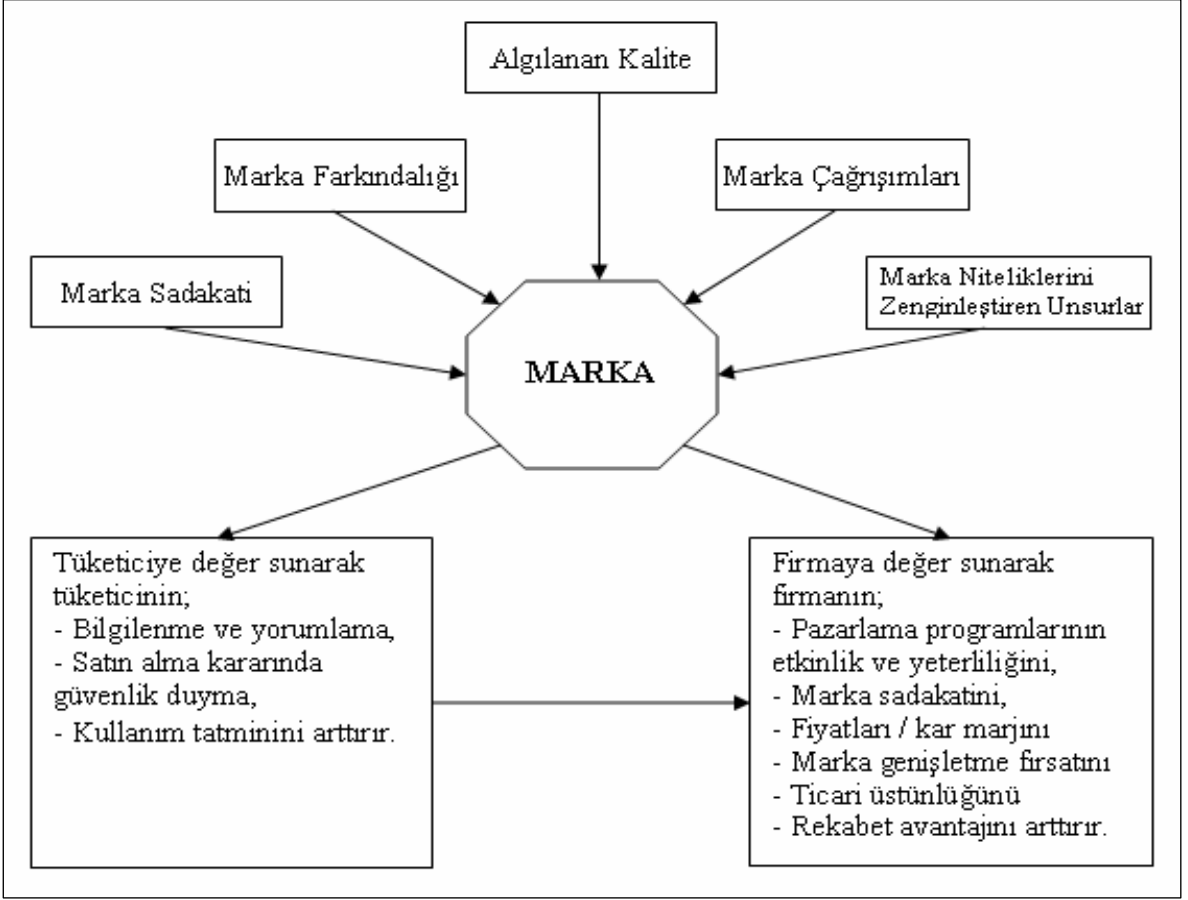 Algılanan Kalite
Marka Farkındalığı
Marka Çağrışımları
Marka Sadakati
Marka Niteliklerini
Zenginleştiren Unsurlar
MARKA
Tüketiciye değer sunarak
tüketicinin;
- Bilgilenme ve yorumlama,
- Satın alma kararında
güvenlik duyma,
- Kullanım tatminini arttırır.
Firmaya değer sunarak
firmanın;
- Pazarlama programlarının
etkinlik ve yeterliliğini,
- Marka sadakatini,
- Fiyatları / kar marjını
- Marka genişletme fırsatını
- Ticari üstünlüğünü
- Rekabet avantajını arttırır.